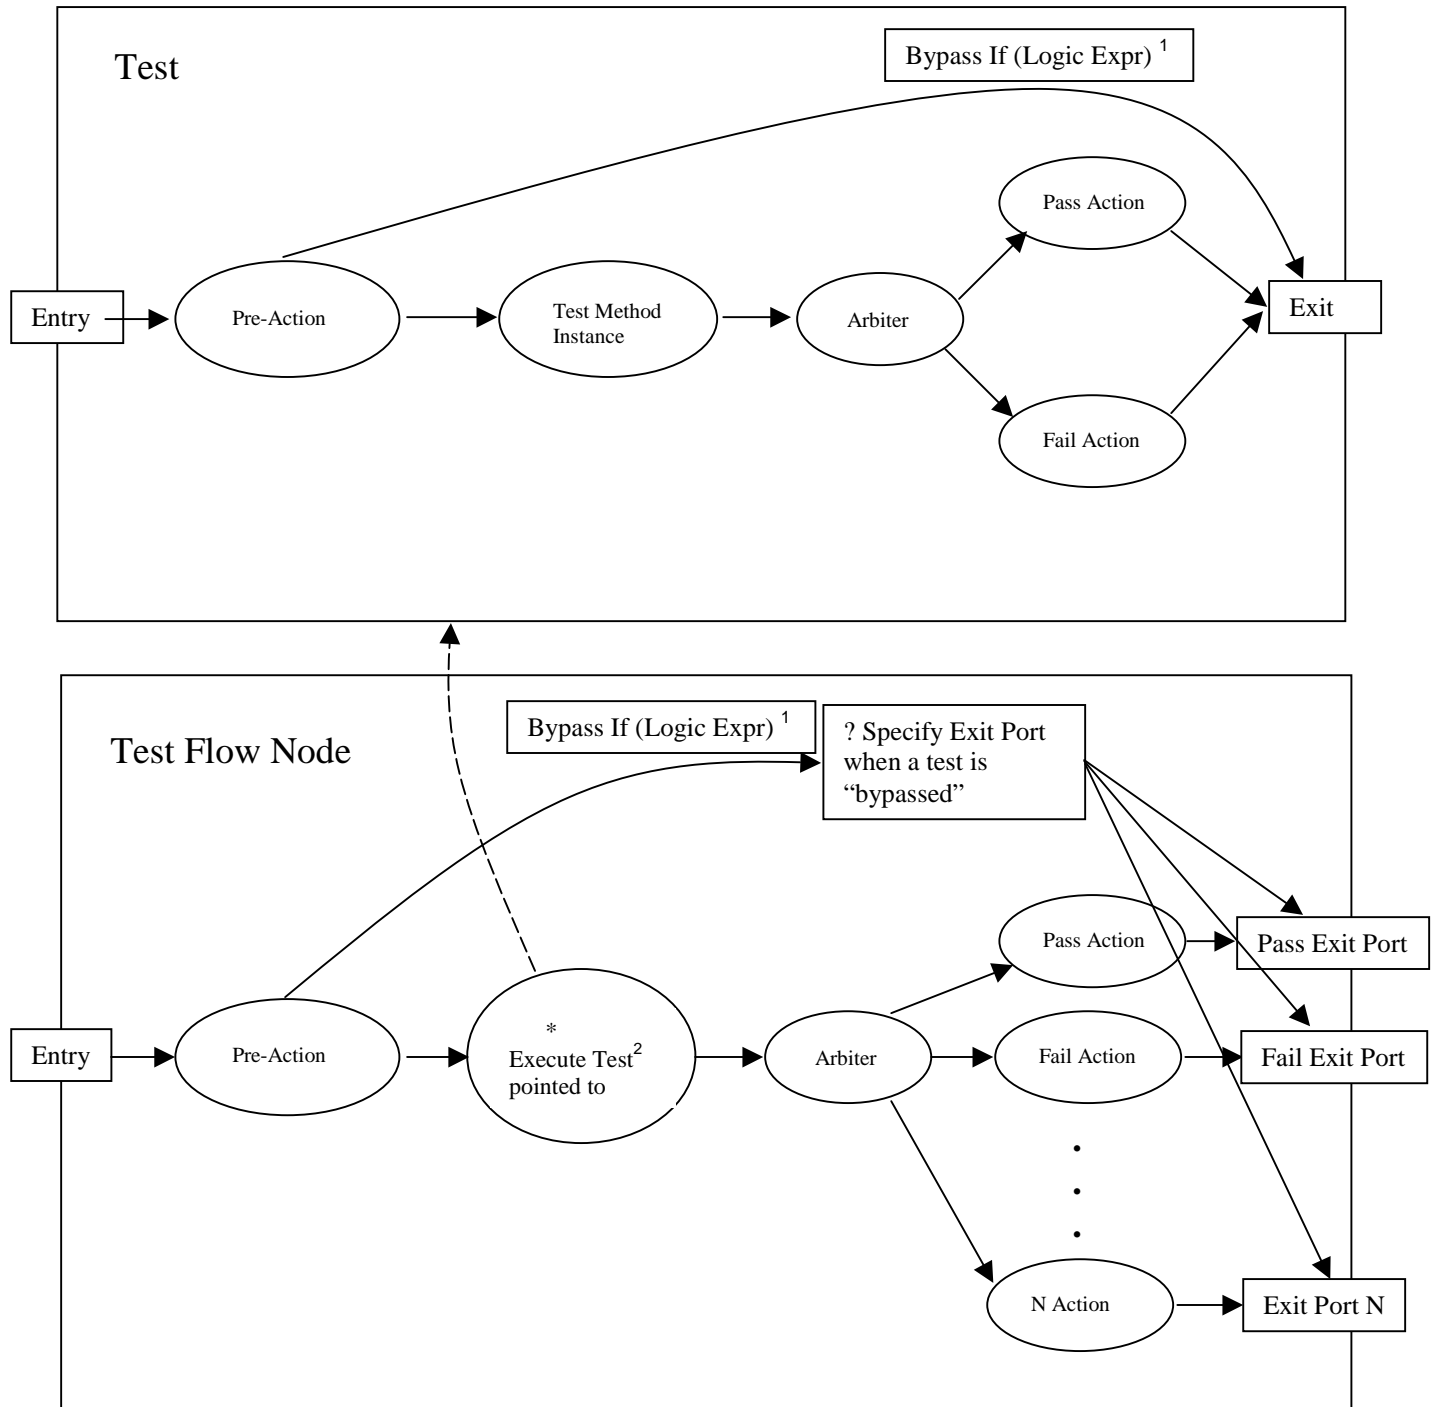 Bypass If (Logic Expr) 1
Test
Pass Action
Entry
Pre-Action
Test Method
Instance
Arbiter
Exit
Fail Action
Bypass If (Logic Expr) 1
? Specify Exit Port
when a test is
“bypassed”
Test Flow Node
Pass Action
Pass Exit Port
Entry
Pre-Action
*
Execute Test2
pointed to
Arbiter
Fail Action
Fail Exit Port
N Action
Exit Port N